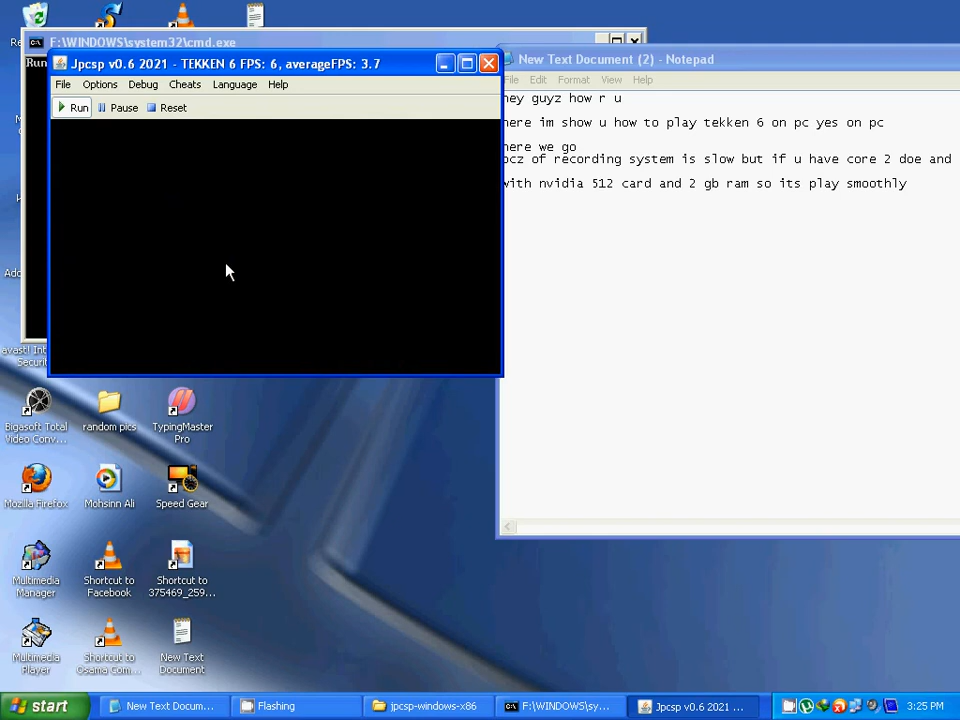 F:\WINDOWS\system32\cmd.exe
Run
Jpcsp v0.6 2021 - TEKKEN 6 FPS: 6, averageFPS: 3.7
File Options Debug Cheats Language Help
Run Pause Reset
New Text Document (2) - Notepad
File Edit Format View Help
hey guyz how r u
here im show u how to play tekken 6 on pc yes on pc
here we go
bcz of recording system is slow but if u have core 2 doe and
with nvidia 512 card and 2 gb ram so its play smoothly
Re
Ado
avast! Int
Securit
Bigasoft Total
Video Conv...
random pics
TypingMaster
Pro
Mozilla Firefox
Mohsinn Ali
Speed Gear
Multimedia
Manager
Shortcut to
Facebook
Shortcut to
375469_259...
Multimedia
Player
Shortcut to
Osama Com...
New Text
Document
start
New Text Docum...
Flashing
jpcsp-windows-x86
F:\WINDOWS\sy...
Jpcsp v0.6 2021 ...
3:25 PM